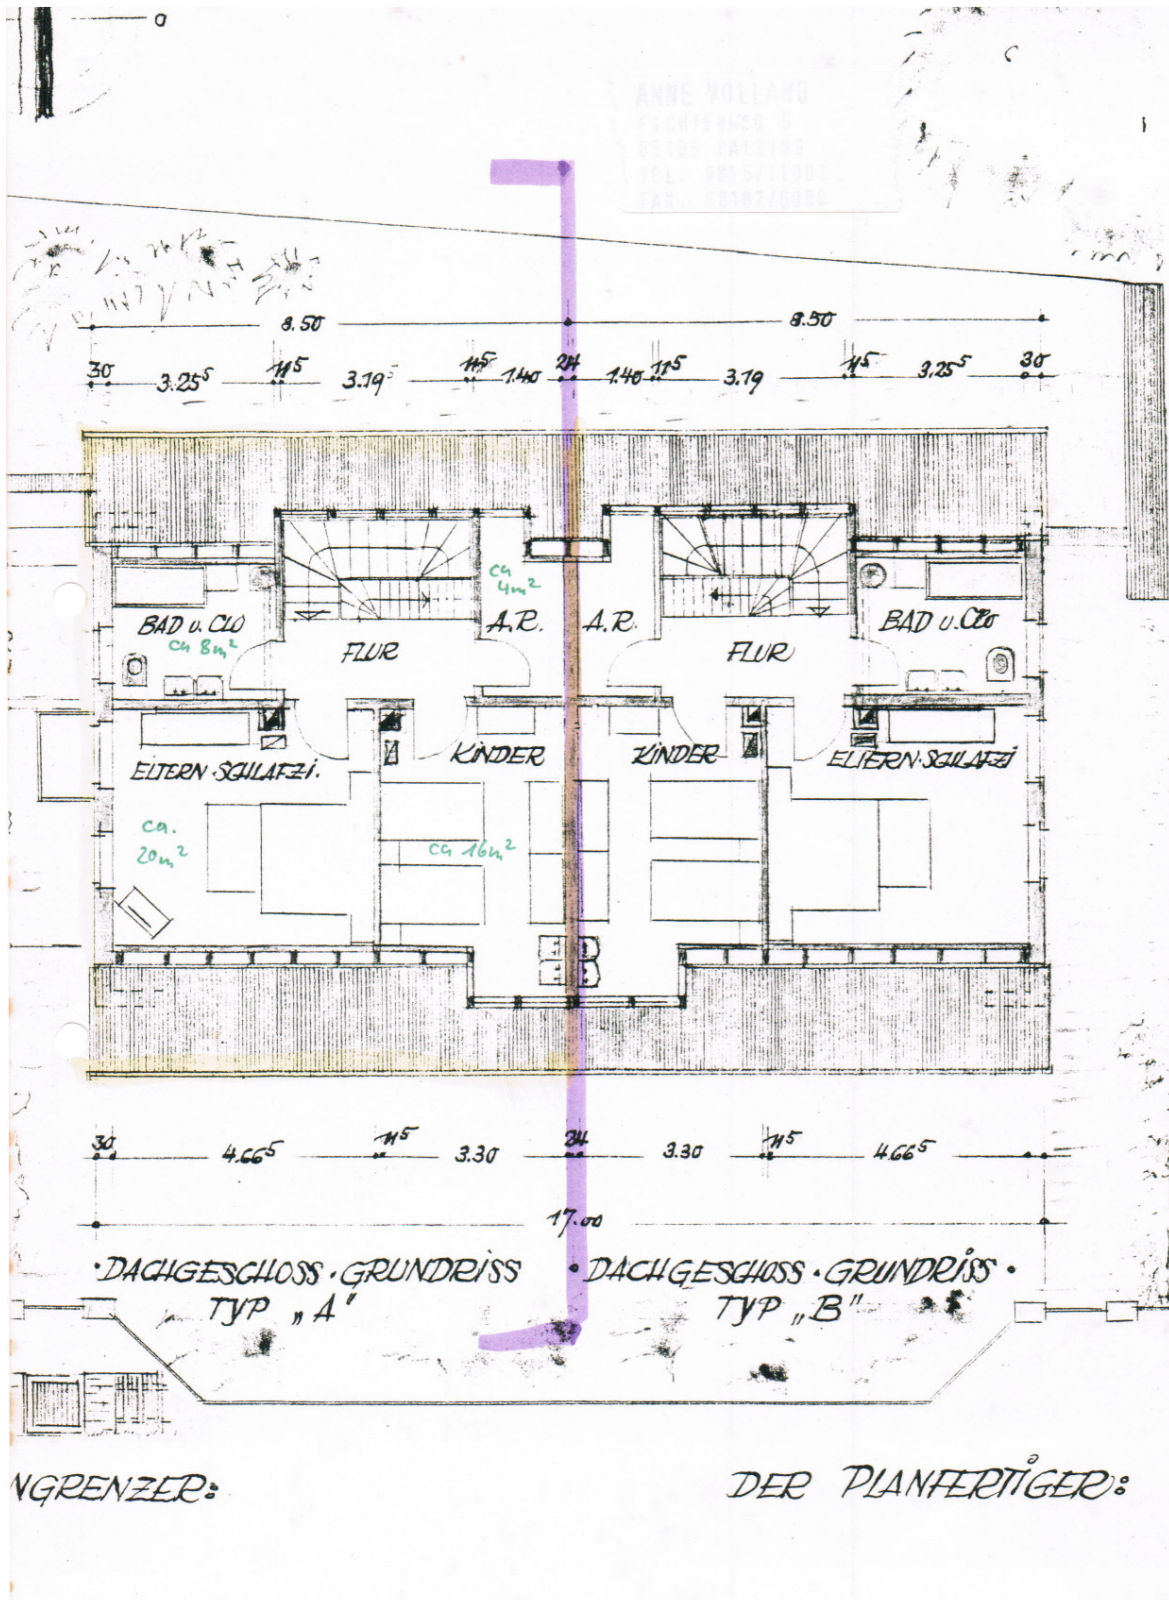 a
ANNE VOLLAND
8.50
8.50
30
3.25⁵
11⁵
3.19⁵
11⁵
1.40
24
1.40
11⁵
3.19
11⁵
3.25⁵
30
ca
4m²
BAD u. CLO
ca 8m²
FLUR
A.R.
A.R.
FLUR
BAD u. CLO
ELTERN·SCHLAFZI.
KINDER
KINDER
ELTERN·SCHLAFZI
ca.
20m²
ca 16m²
30
4.66⁵
11⁵
3.30
24
3.30
11⁵
4.66⁵
17.00
·DACHGESCHOSS·GRUNDRISS
TYP „A"
DACHGESCHOSS·GRUNDRISS·
TYP „B"
NGRENZER:
DER PLANFERTIGER: